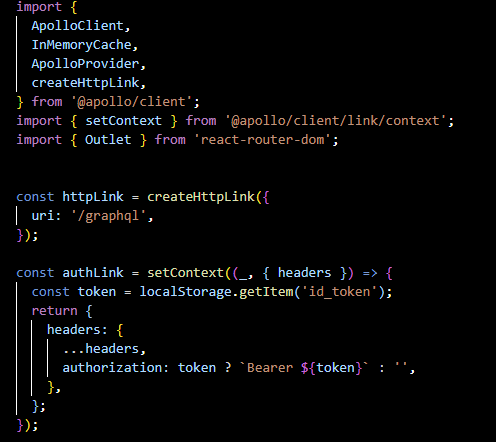 import {
  ApolloClient,
  InMemoryCache,
  ApolloProvider,
  createHttpLink,
} from '@apollo/client';
import { setContext } from '@apollo/client/link/context';
import { Outlet } from 'react-router-dom';
const httpLink = createHttpLink({
  uri: '/graphql',
});
const authLink = setContext((_, { headers }) => {
  const token = localStorage.getItem('id_token');
  return {
    headers: {
      ...headers,
      authorization: token ? `Bearer ${token}` : '',
    },
  };
});